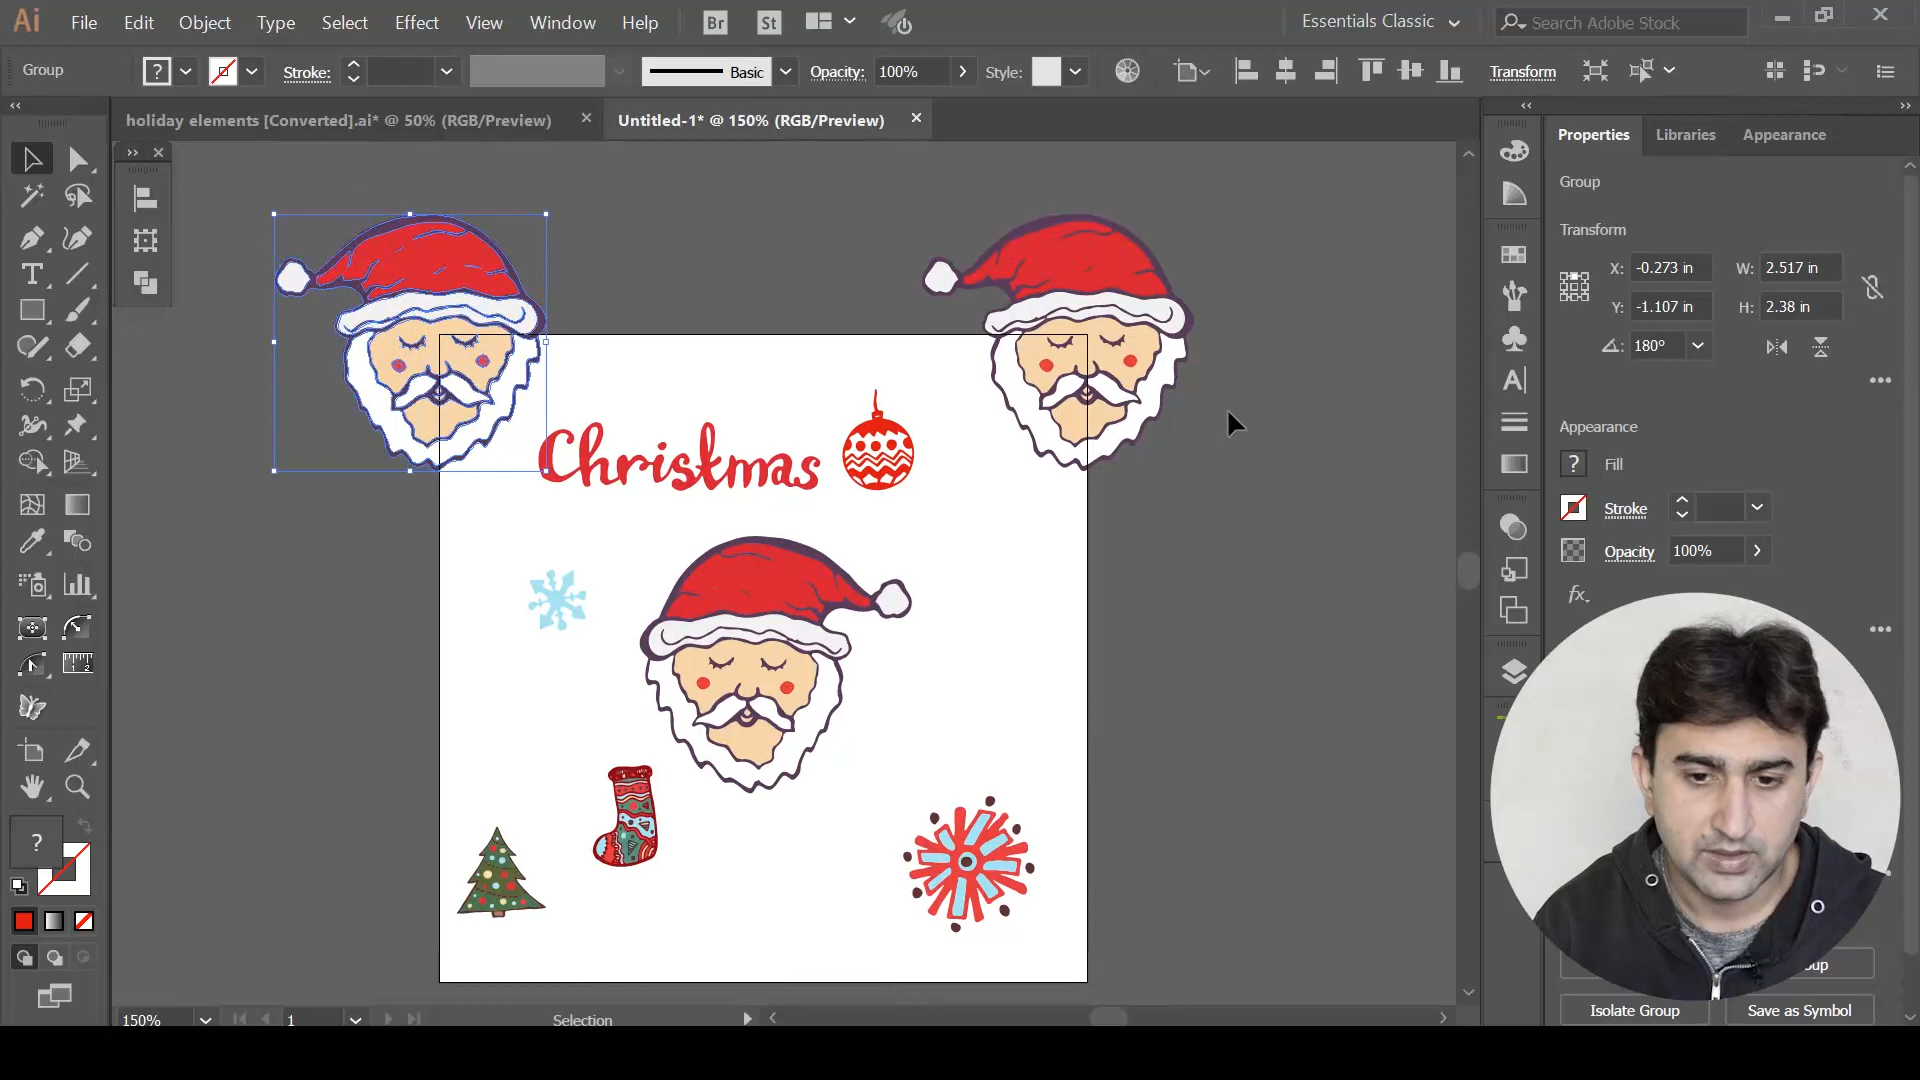 Ai File Edit Object Type Select Effect View Window Help Br St Essentials Classic Search Adobe Stock
Group ? Stroke: Basic Opacity: 100% Style: Transform
holiday elements [Converted].ai* @ 50% (RGB/Preview) Untitled-1* @ 150% (RGB/Preview)
Properties Libraries Appearance
Group
Transform
X: -0.273 in W: 2.517 in
Y: -1.107 in H: 2.38 in
180°
Appearance
? Fill
Stroke
Opacity 100%
fx
Christmas
?
Isolate Group Save as Symbol
150% 1 Selection